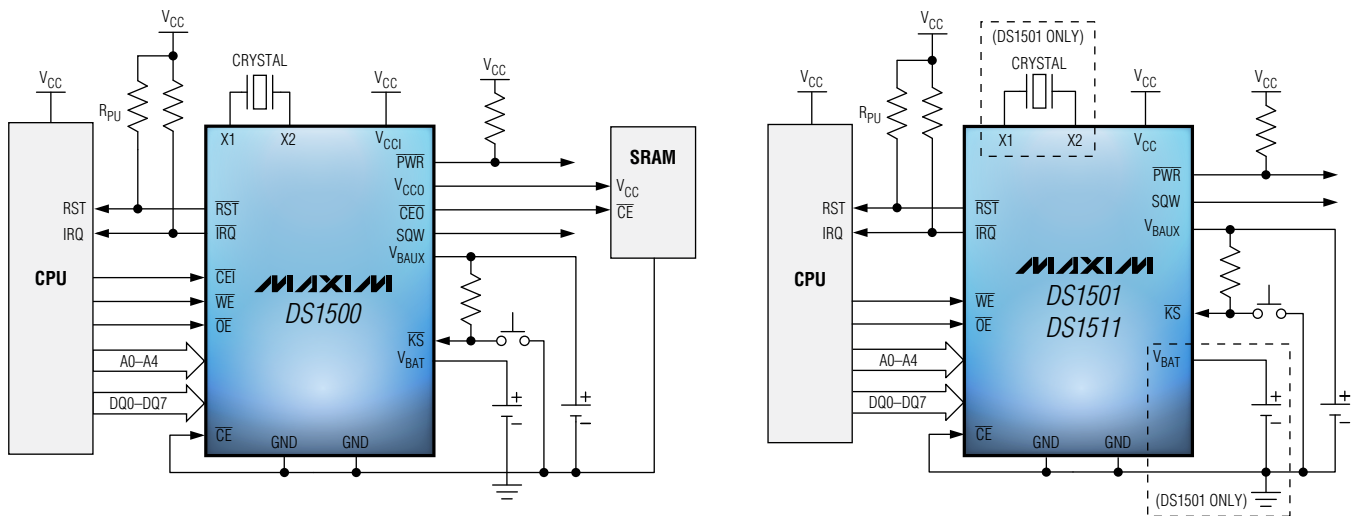 VCC
VCC
RPU
CRYSTAL
VCC
VCC
X1
X2
VCCI
PWR
VCCO
CEO
SQW
VBAUX
SRAM
VCC
CE
RST
IRQ
RST
IRQ
CPU
CEI
WE
OE
MAXIM
DS1500
KS
VBAT
A0–A4
DQ0–DQ7
CE
GND
GND
+
–
+
–
VCC
VCC
RPU
(DS1501 ONLY)
CRYSTAL
X1
X2
VCC
VCC
VCC
PWR
SQW
VBAUX
RST
IRQ
RST
IRQ
CPU
WE
OE
MAXIM
DS1501
DS1511
KS
VBAT
A0–A4
DQ0–DQ7
CE
GND
GND
+
–
+
–
(DS1501 ONLY)